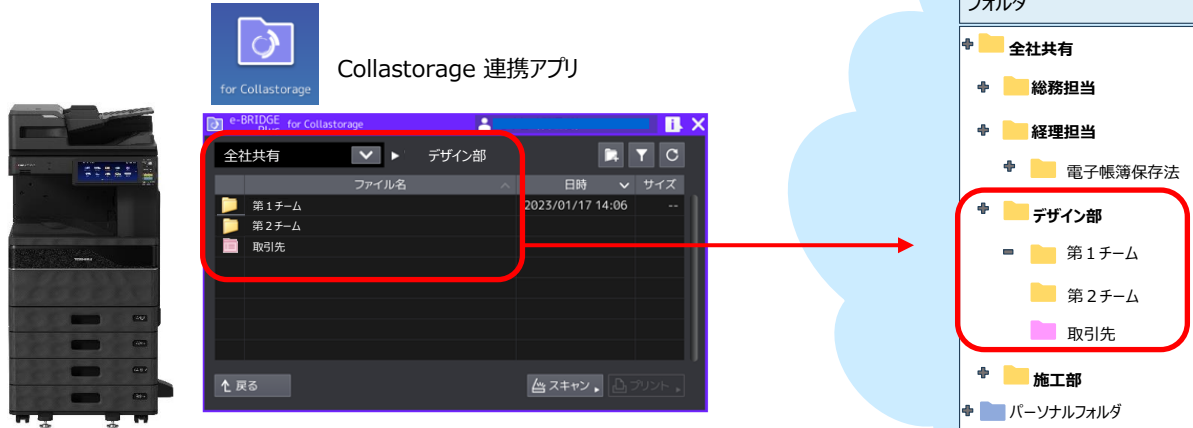 for Collastorage
Collastorage 連携アプリ
e-BRIDGE
Plus for Collastorage
全社共有
デザイン部
ファイル名 日時 サイズ
第1チーム 2023/01/17 14:06 --
第2チーム
取引先
戻る
スキャン
プリント
TOSHIBA
フォルダ
全社共有
総務担当
経理担当
電子帳簿保存法
デザイン部
第1チーム
第2チーム
取引先
施工部
パーソナルフォルダ